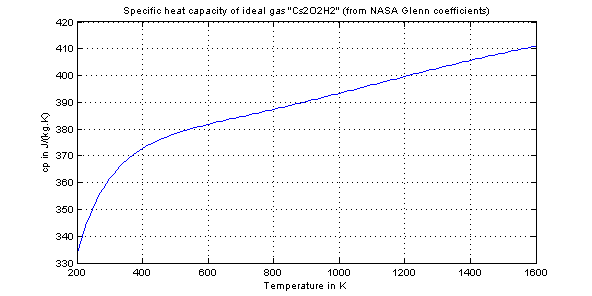 Specific heat capacity of ideal gas "Cs2O2H2" (from NASA Glenn coefficients)
420
410
400
390
380
370
360
350
340
330
cp in J/(kg.K)
200 400 600 800 1000 1200 1400 1600
Temperature in K